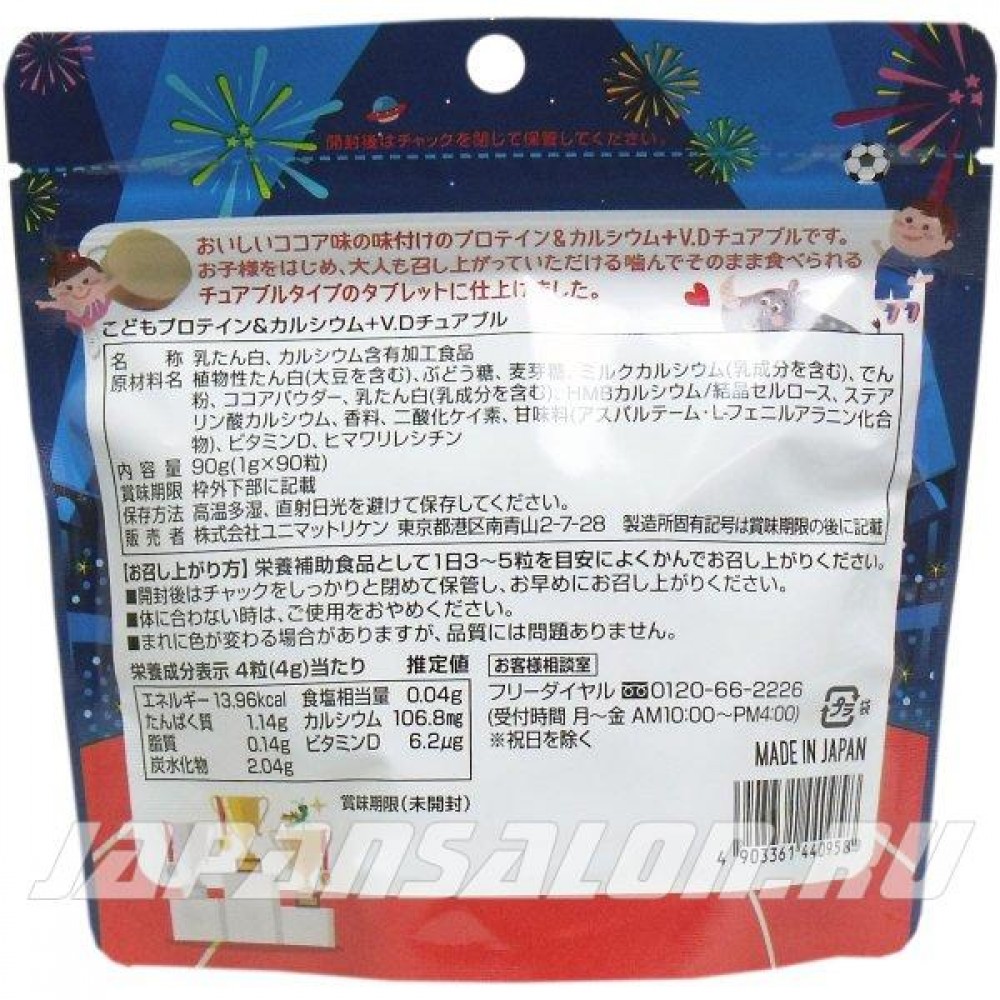 開封後はチャックを閉じて保管してください。
おいしいココア味の味付けのプロテイン&カルシウム+V.Dチュアブルです。
お子様をはじめ、大人も召し上がっていただける噛んでそのまま食べられる
チュアブルタイプのタブレットに仕上げました。
こどもプロテイン&カルシウム+V.Dチュアブル
名 称 乳たん白、カルシウム含有加工食品
原材料名 植物性たん白(大豆を含む)、ぶどう糖、麦芽糖、ミルクカルシウム(乳成分を含む)、でん
粉、ココアパウダー、乳たん白(乳成分を含む)、HMBカルシウム/結晶セルロース、ステア
リン酸カルシウム、香料、二酸化ケイ素、甘味料(アスパルテーム・L-フェニルアラニン化合
物)、ビタミンD、ヒマワリレシチン
内容量 90g(1g×90粒)
賞味期限 枠外下部に記載
保存方法 高温多湿、直射日光を避けて保存してください。
販売者 株式会社ユニマットリケン 東京都港区南青山2-7-28 製造所固有記号は賞味期限の後に記載
【お召し上がり方】栄養補助食品として1日3~5粒を目安によくかんでお召し上がりください。
■開封後はチャックをしっかりと閉めて保管し、お早めにお召し上がりください。
■体に合わない時は、ご使用をおやめください。
■まれに色が変わる場合がありますが、品質には問題ありません。
栄養成分表示 4粒(4g)当たり 推定値
エネルギー 13.96kcal 食塩相当量 0.04g
たんぱく質 1.14g カルシウム 106.8mg
脂質 0.14g ビタミンD 6.2μg
炭水化物 2.04g
お客様相談室
フリーダイヤル 0120-66-2226
(受付時間 月~金 AM10:00~PM4:00)
※祝日を除く
プラ 袋
MADE IN JAPAN
賞味期限(未開封)
4 903361 440958
JAPANSALON.RU